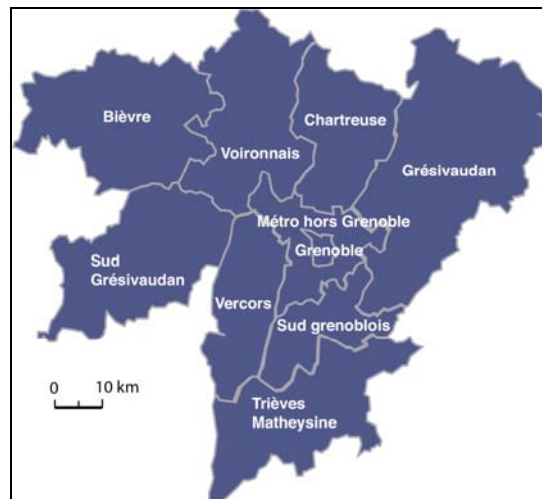 Bièvre
Chartreuse
Voironnais
Grésivaudan
Métro hors Grenoble
Grenoble
Sud
Grésivaudan
Vercors
Sud grenoblois
0 10 km
Trièves
Matheysine